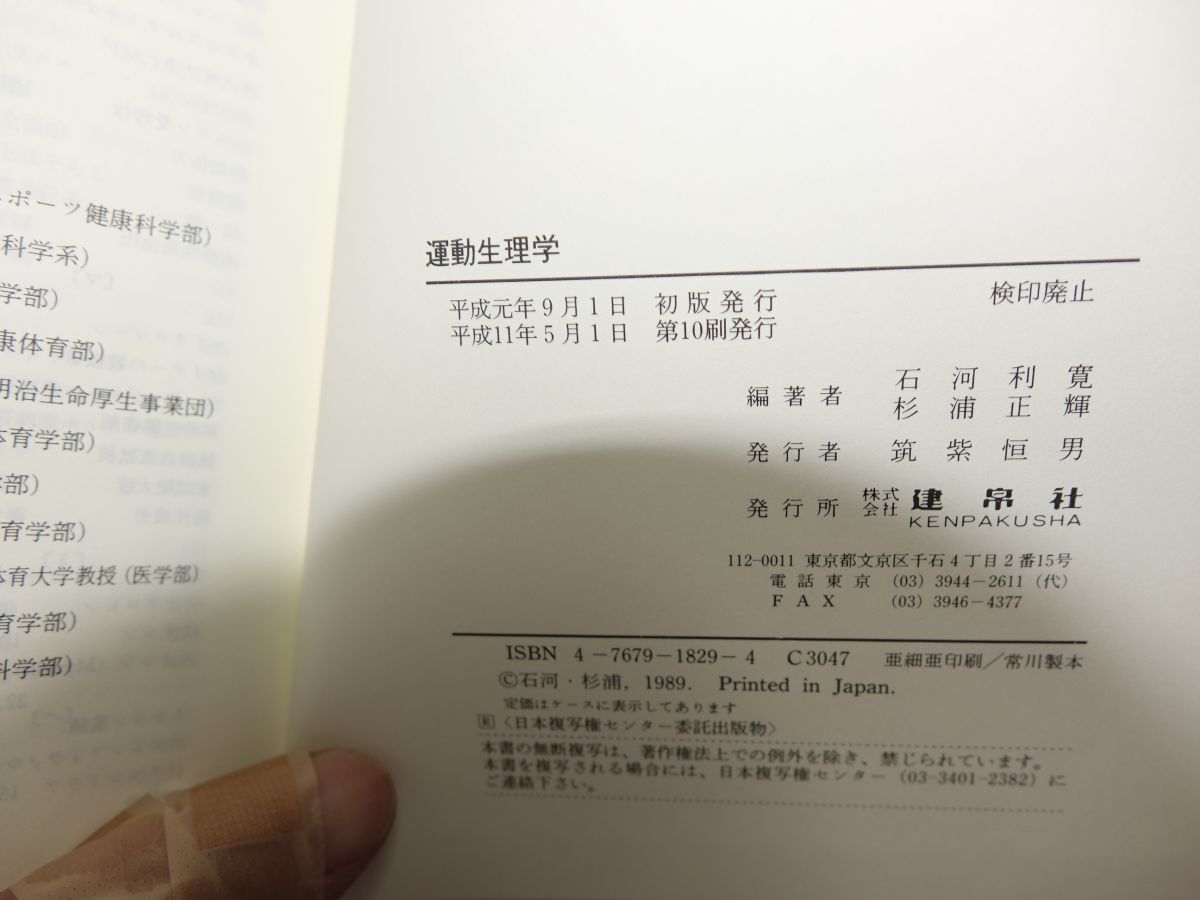 ポーツ健康科学部)
科学系)
学部)
康体育部)
明治生命厚生事業団)
体育学部)
学部)
育学部)
体育大学教授(医学部)
育学部)
科学部)
運動生理学
平成元年9月1日 初版発行
平成11年5月1日 第10刷発行
検印廃止
編著者 石河利寛
杉浦正輝
発行者 筑紫恒男
発行所 株式会社 建帛社
KENPAKUSHA
112-0011 東京都文京区千石4丁目2番15号
電話東京 (03)3944-2611(代)
FAX (03)3946-4377
ISBN 4-7679-1829-4 C3047 亜細亜印刷/常川製本
©石河・杉浦, 1989. Printed in Japan.
定価はケースに表示してあります
R〈日本複写権センター委託出版物〉
本書の無断複写は、著作権法上での例外を除き、禁じられています。
本書を複写される場合には、日本複写権センター(03-3401-2382)に
ご連絡下さい。